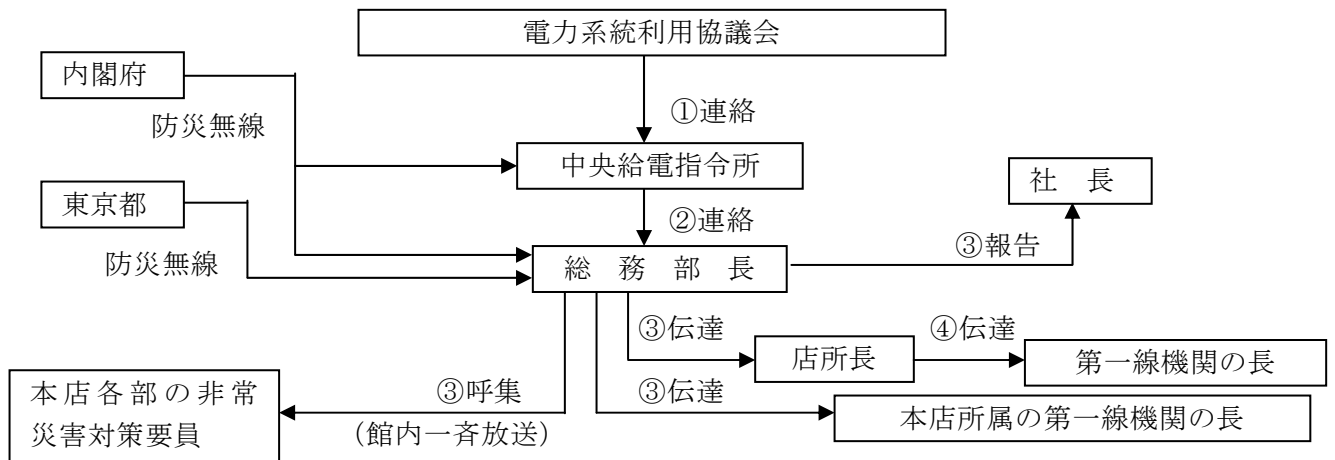 電力系統利用協議会
内閣府
防災無線
①連絡
中央給電指令所
社　長
東京都
②連絡
③報告
防災無線
総　務　部　長
③伝達
④伝達
店所長
第一線機関の長
本店各部の非常
災害対策要員
③呼集
(館内一斉放送)
③伝達
本店所属の第一線機関の長